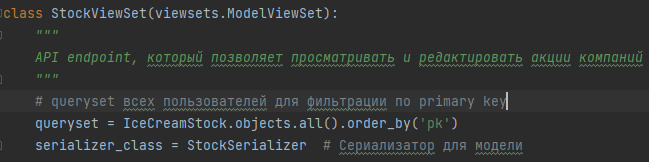 class StockViewSet(viewsets.ModelViewSet):
"""
API endpoint, который позволяет просматривать и редактировать акции компаний
"""
# queryset всех пользователей для фильтрации по primary key
queryset = IceCreamStock.objects.all().order_by('pk')
serializer_class = StockSerializer  # Сериализатор для модели